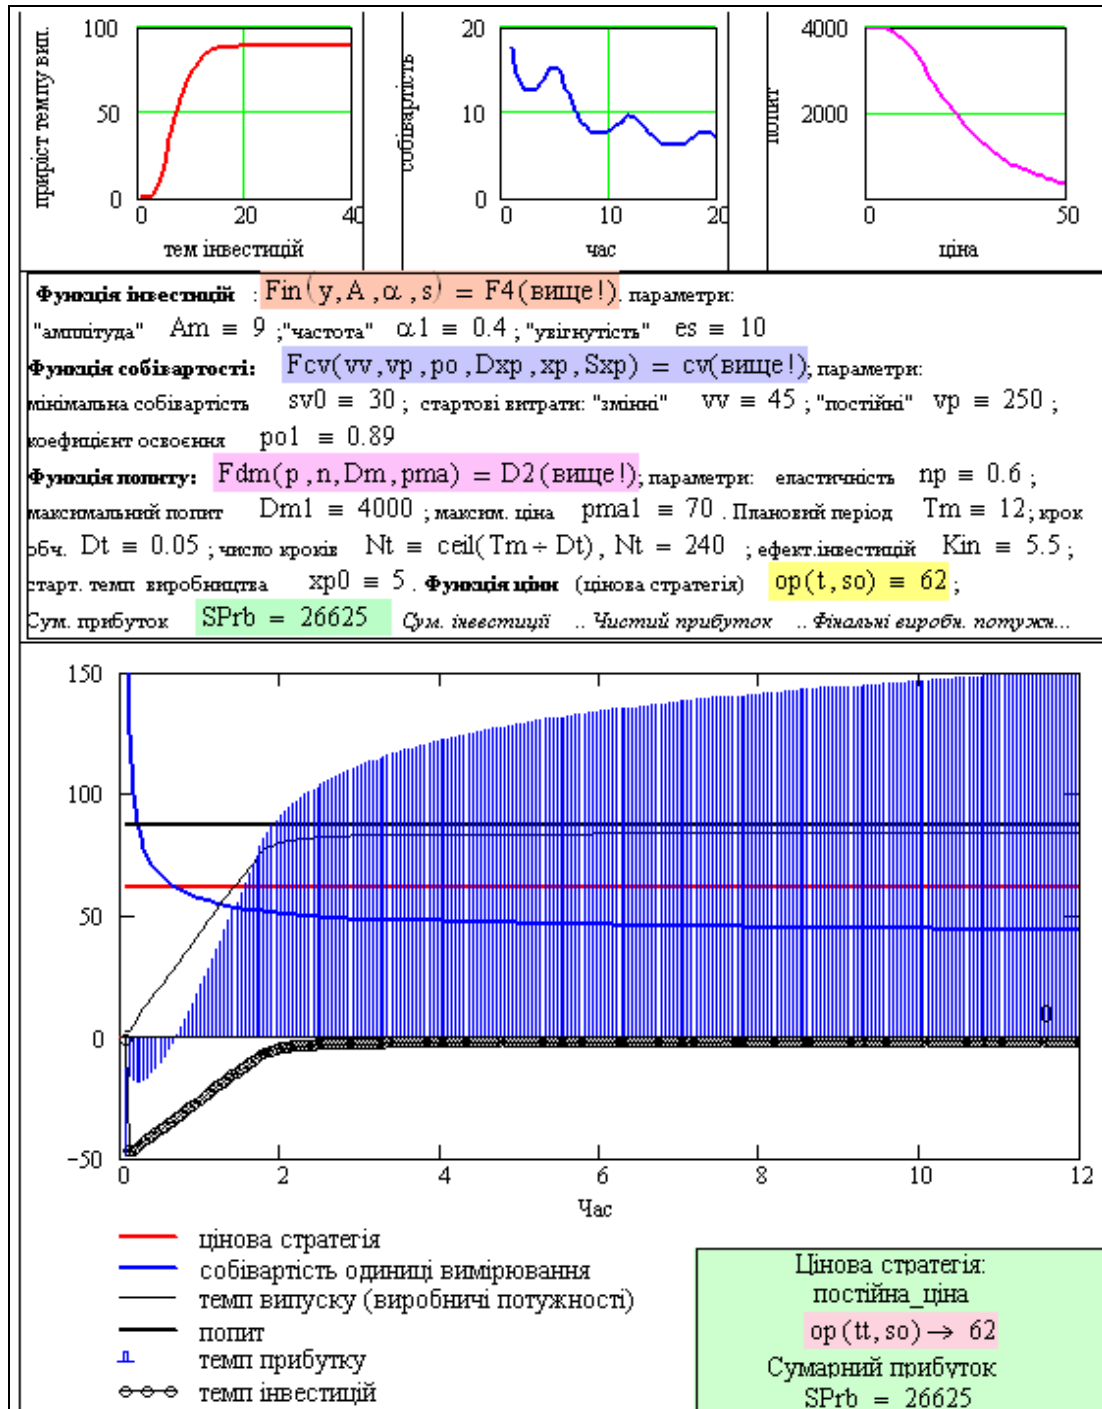 приріст темпу вип.
100
50
0
0
20
40
тем інвестицій
собівартість
20
10
0
0
10
20
час
попит
4000
2000
0
50
ціна
Функція інвестицій : Fin(y,A,α,s) = F4(вище!). параметри:
"амплітуда" Am ≡ 9 ;"частота" α1 ≡ 0.4 ;"увігнутість" es ≡ 10
Функція собівартості: Fcv(vv,vp,po,Dxp,xp,Sxp) = cv(вище!); параметри:
мінімальна собівартість sv0 ≡ 30 ; стартові витрати: "змінні" vv ≡ 45 ; "постійні" vp ≡ 250 ;
коефицієнт освоєння po1 ≡ 0.89
Функція попиту: Fdm(p,n,Dm,pma) = D2(вище!); параметри: еластичність np ≡ 0.6 ;
максимальний попит Dm1 ≡ 4000 ; максим. ціна pma1 ≡ 70 . Плановий період Tm ≡ 12; крок
обч. Dt ≡ 0.05 ; число кроків Nt ≡ ceil(Tm ÷ Dt) , Nt = 240 ; ефект.інвестицій Kin ≡ 5.5 ;
старт. темп виробництва xp0 ≡ 5 . Функція ціни (цінова стратегія) op(t,so) ≡ 62 ;
Сум. прибуток SPrb = 26625 Сум. інвестиції .. Чистий прибуток .. Фінальні виробн. потужн...
150
100
50
0
−50
0
0
2
4
6
8
10
12
Час
цінова стратегія
собівартість одиниці вимірювання
темп випуску (виробничі потужності)
попит
темп прибутку
темп інвестицій
Цінова стратегія:
постійна_ціна
op(tt,so) → 62
Сумарний прибуток
SPrb = 26625